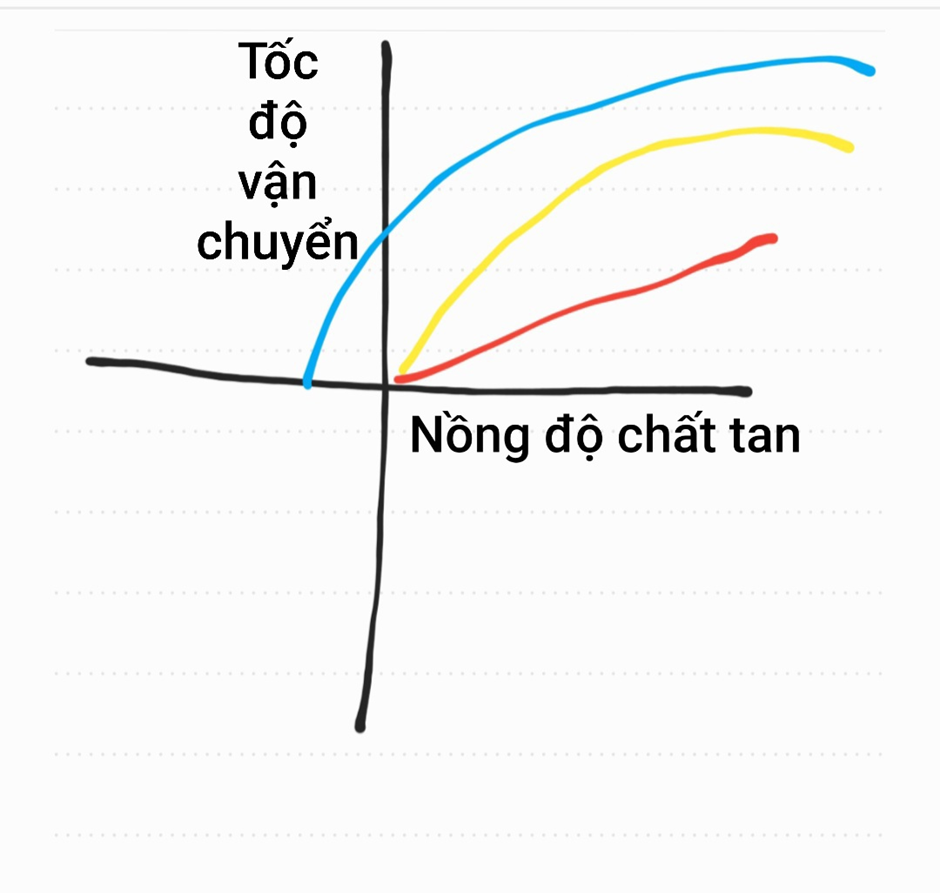 Tốc
độ
vận
chuyển
Nồng độ chất tan